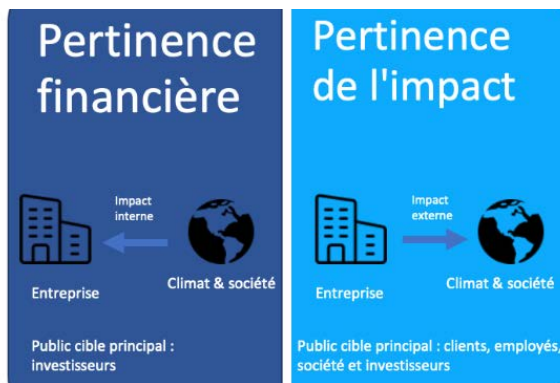 Pertinence
financière
Impact
interne
Entreprise
Climat & société
Public cible principal :
investisseurs
Pertinence
de l'impact
Impact
externe
Entreprise
Climat & société
Public cible principal : clients, employés,
société et investisseurs